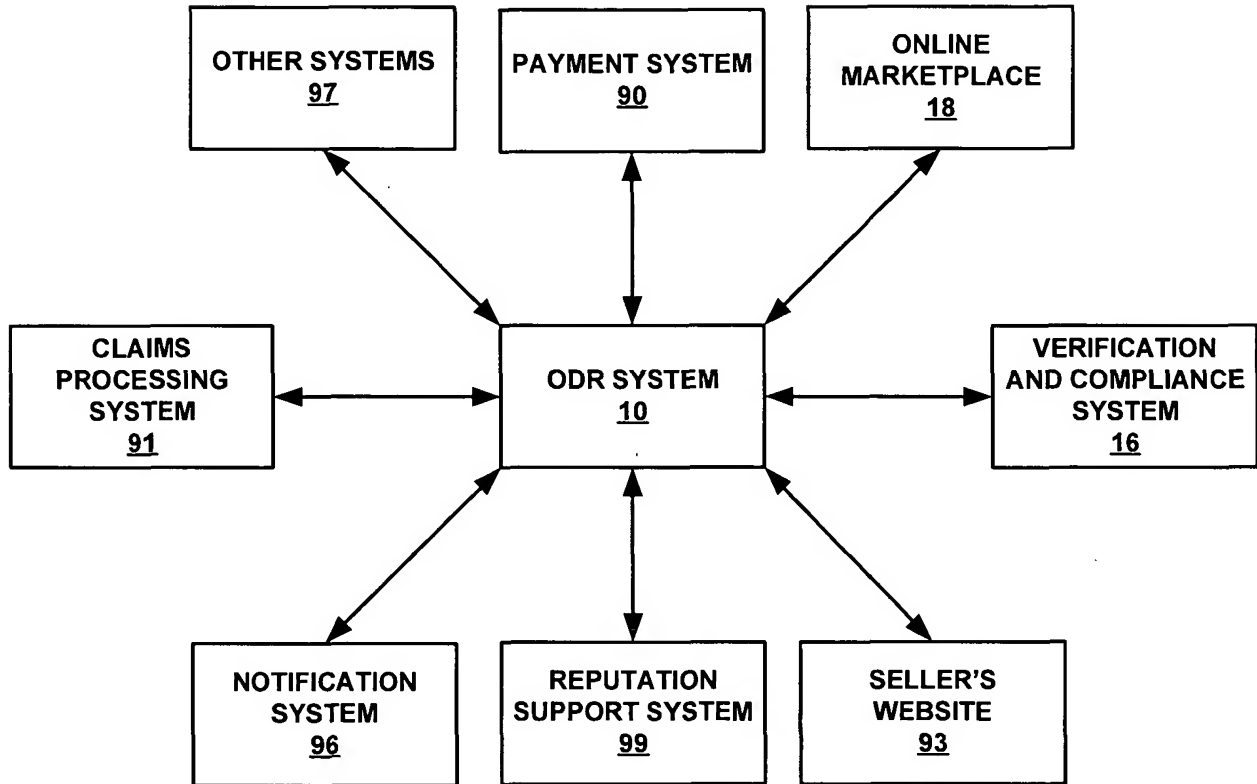 OTHER SYSTEMS
97
PAYMENT SYSTEM
90
ONLINE
MARKETPLACE
18
CLAIMS
PROCESSING
SYSTEM
91
ODR SYSTEM
10
VERIFICATION
AND COMPLIANCE
SYSTEM
16
NOTIFICATION
SYSTEM
96
REPUTATION
SUPPORT SYSTEM
99
SELLER'S
WEBSITE
93